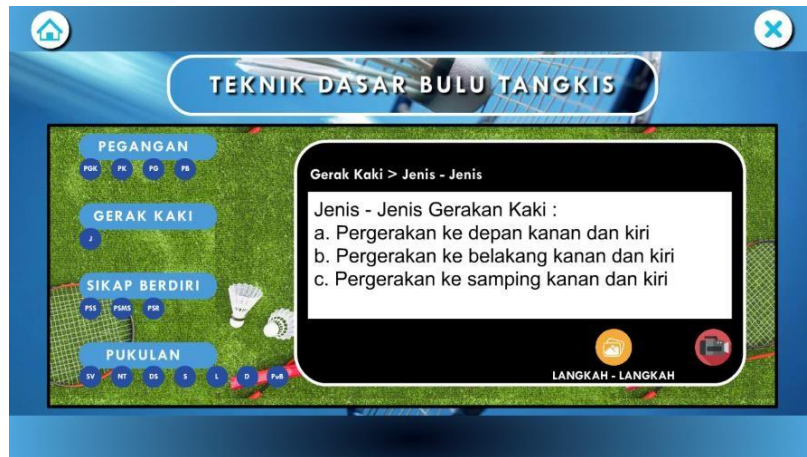 TEKNIK DASAR BULU TANGKIS
PEGANGAN
PGK PK PG PB
GERAK KAKI
J
SIKAP BERDIRI
PSS PSMS PSR
PUKULAN
SV NT DS S L D PuB
Gerak Kaki > Jenis - Jenis
Jenis - Jenis Gerakan Kaki :
a. Pergerakan ke depan kanan dan kiri
b. Pergerakan ke belakang kanan dan kiri
c. Pergerakan ke samping kanan dan kiri
LANGKAH - LANGKAH